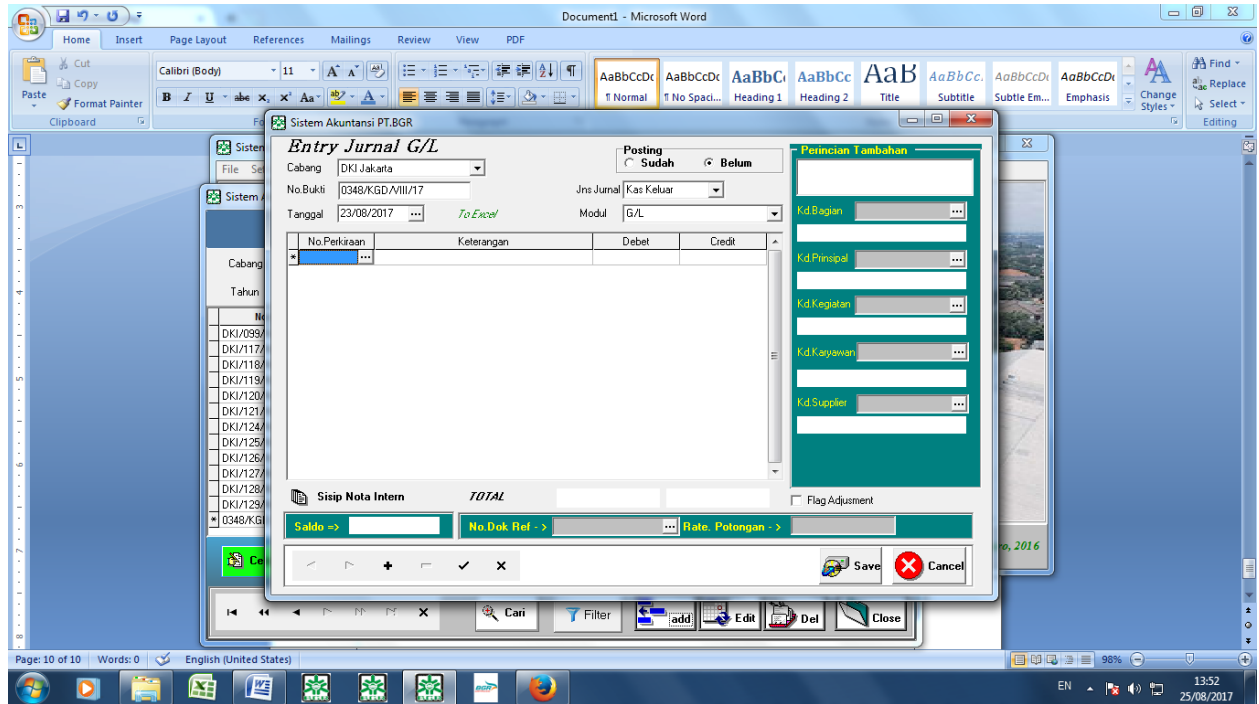 Document1 - Microsoft Word
Home Insert Page Layout References Mailings Review View PDF
Paste
Cut
Copy
Format Painter
Clipboard
Calibri (Body) 11
AaBbCcDc AaBbCcDc AaBbC AaBbCc AaB AaBbCc. AaBbCcDc AaBbCcDc
¶ Normal ¶ No Spaci... Heading 1 Heading 2 Title Subtitle Subtle Em... Emphasis
Change Styles
Find
Replace
Select
Editing
Sistem Akuntansi PT.BGR
Entry Jurnal G/L
Cabang DKI Jakarta
No.Bukti 0348/KGD/VIII/17
Tanggal 23/08/2017 To Excel
Posting
Sudah Belum
Jns Jurnal Kas Keluar
Modul G/L
No.Perkiraan Keterangan Debet Credit
Perincian Tambahan
Kd.Bagian
Kd.Prinsipal
Kd.Kegiatan
Kd.Karyawan
Kd.Supplier
Flag Adjusment
Sisip Nota Intern TOTAL
Saldo => No.Dok Ref -> Rate. Potongan ->
Save Cancel
Sistem
File
Sistem
Cabang
Tahun
DKI/099/
DKI/117/
DKI/118/
DKI/119/
DKI/120/
DKI/121/
DKI/124/
DKI/125/
DKI/126/
DKI/127/
DKI/128/
DKI/129/
0348/KG
2016
Cari Filter add Edit Del Close
Page: 10 of 10 Words: 0 English (United States) 98%
EN 13:52
25/08/2017